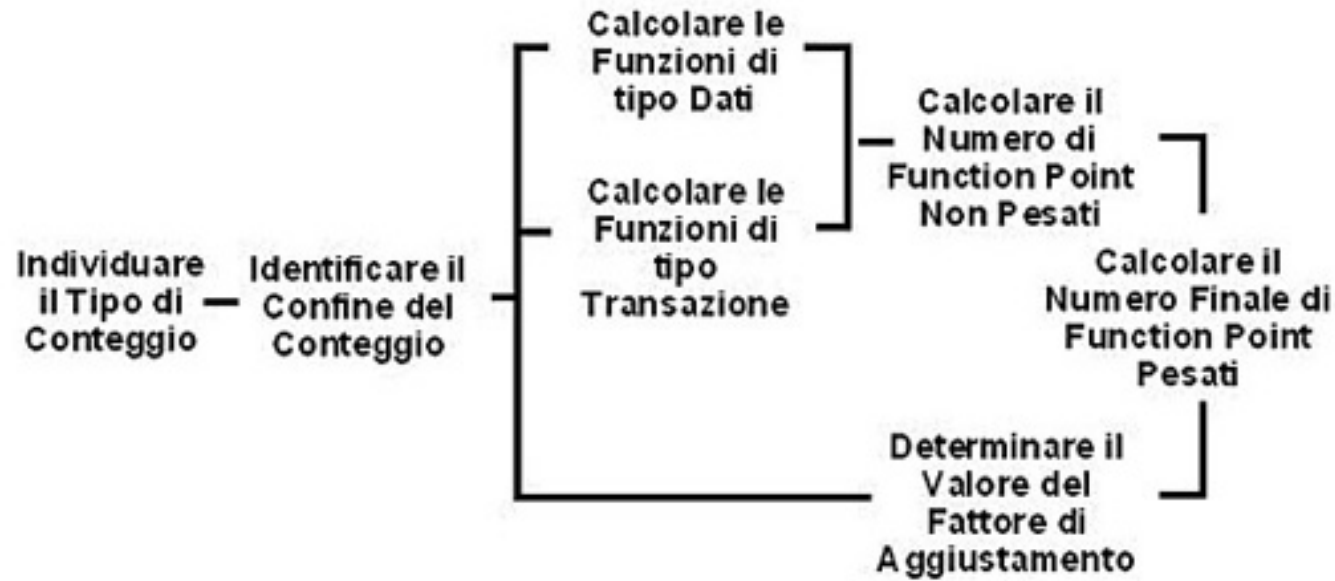 Individuare
il Tipo di
Conteggio
Identificare il
Confine del
Conteggio
Calcolare le
Funzioni di
tipo Dati
Calcolare le
Funzioni di
tipo
Transazione
Calcolare il
Numero di
Function Point
Non Pesati
Determinare il
Valore del
Fattore di
Aggiustamento
Calcolare il
Numero Finale di
Function Point
Pesati